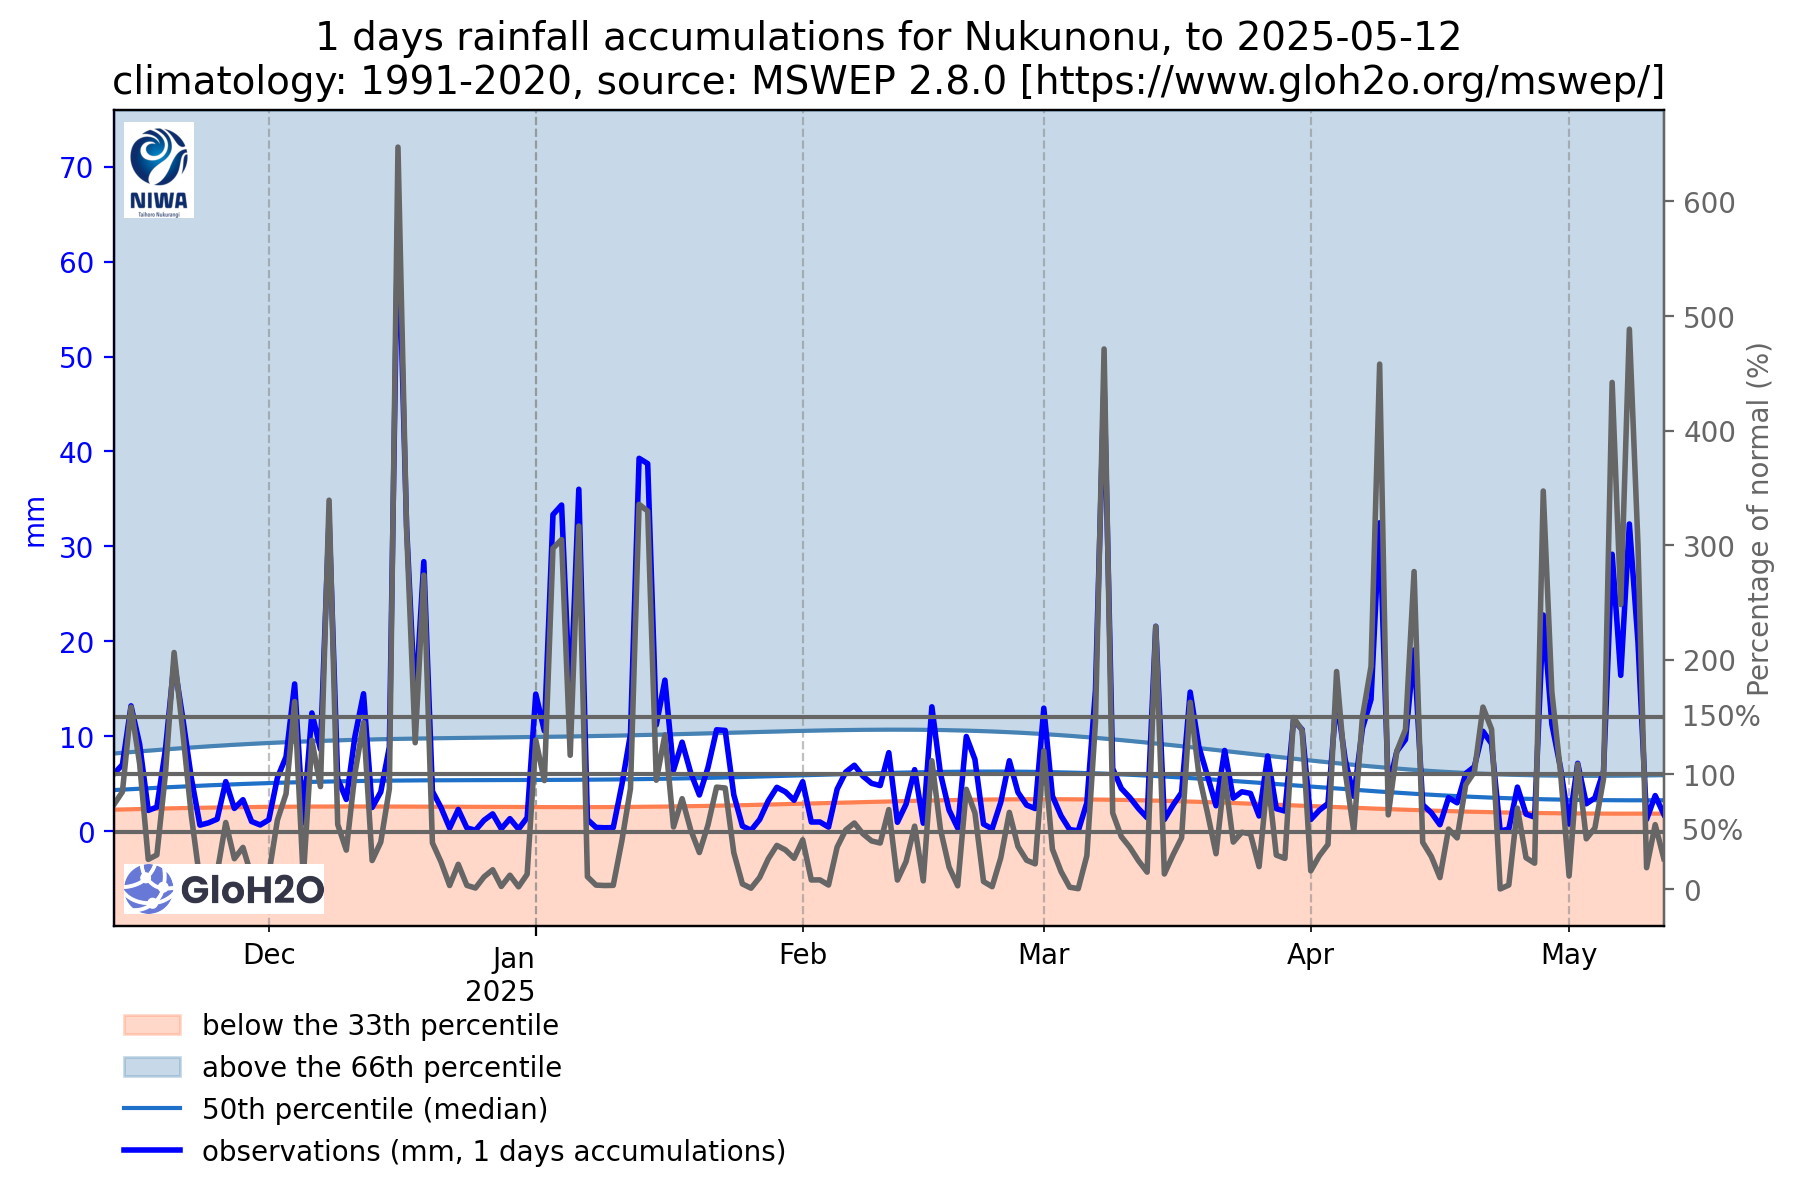 1 days rainfall accumulations for Nukunonu, to 2025-05-12
climatology: 1991-2020, source: MSWEP 2.8.0 [https://www.gloh2o.org/mswep/]
NIWA
Taihoro Nukurangi
70
60
50
40
30
20
10
0
mm
600
500
400
300
200
150%
100
50%
0
Percentage of normal (%)
GloH2O
Dec
Jan
2025
Feb
Mar
Apr
May
below the 33th percentile
above the 66th percentile
50th percentile (median)
observations (mm, 1 days accumulations)